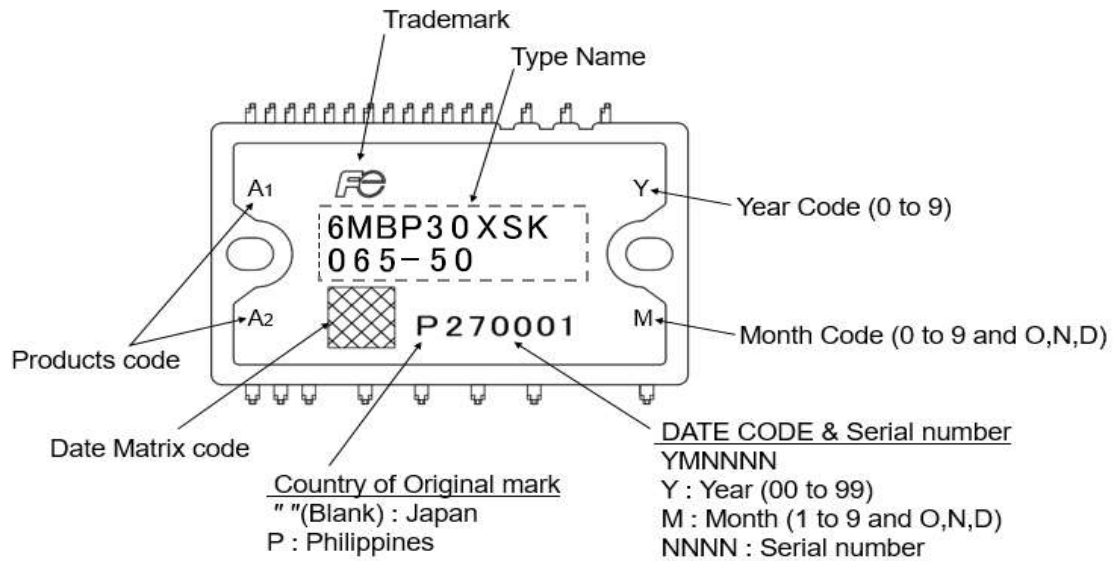 Trademark
Type Name
A1
Fe
Y
Year Code (0 to 9)
6MBP30XSK
065-50
A2
P270001
M
Month Code (0 to 9 and O,N,D)
Products code
Date Matrix code
Country of Original mark
" "(Blank) : Japan
P : Philippines
DATE CODE & Serial number
YMNNNN
Y : Year (00 to 99)
M : Month (1 to 9 and O,N,D)
NNNN : Serial number